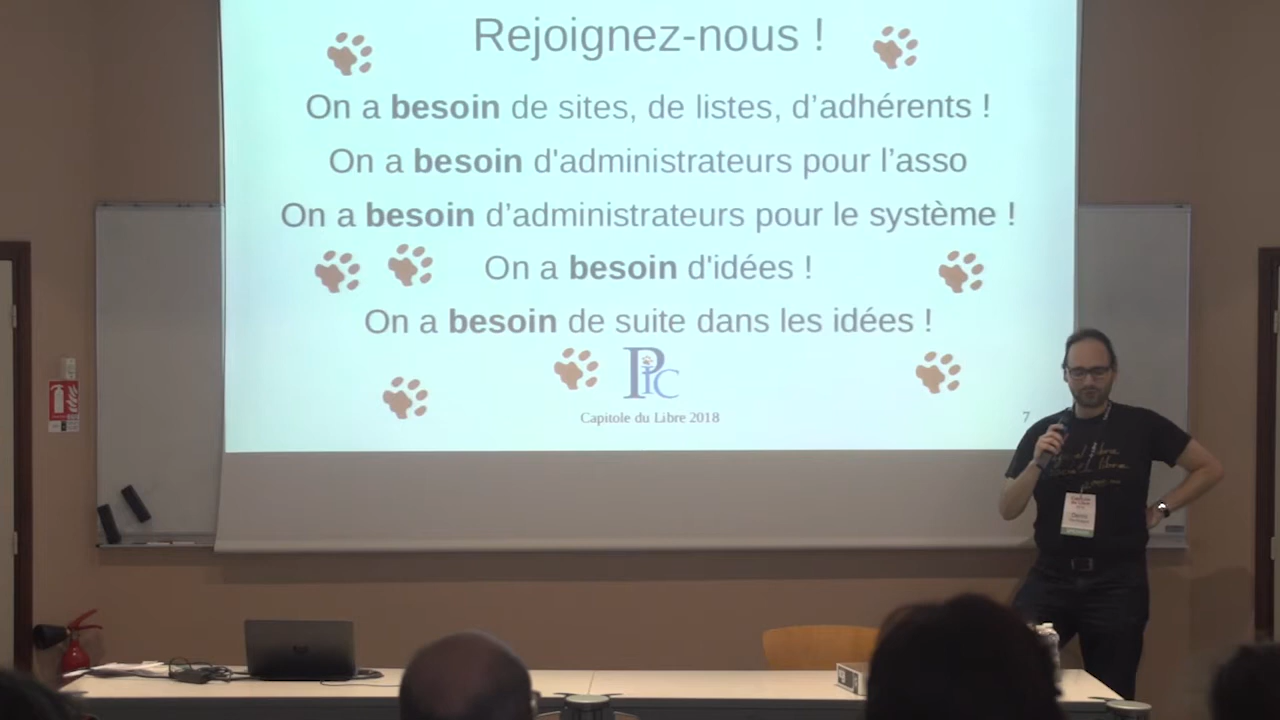 Rejoignez-nous !
On a besoin de sites, de listes, d’adhérents !
On a besoin d'administrateurs pour l’asso
On a besoin d’administrateurs pour le système !
On a besoin d'idées !
On a besoin de suite dans les idées !
PIC
Capitole du Libre 2018
7